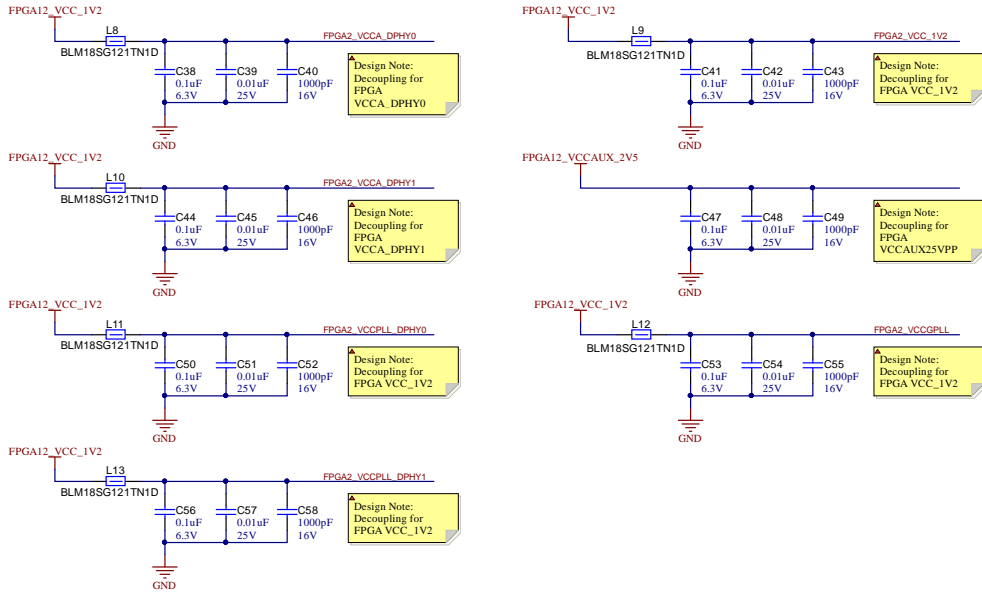 FPGA12_VCC_1V2
L8
BLM18SG121TN1D
FPGA2_VCCA_DPHY0
C38
0.1uF
6.3V
C39
0.01uF
25V
C40
1000pF
16V
Design Note:
Decoupling for
FPGA
VCCA_DPHY0
GND
FPGA12_VCC_1V2
L9
BLM18SG121TN1D
FPGA2_VCC_1V2
C41
0.1uF
6.3V
C42
0.01uF
25V
C43
1000pF
16V
Design Note:
Decoupling for
FPGA VCC_1V2
GND
FPGA12_VCC_1V2
L10
BLM18SG121TN1D
FPGA2_VCCA_DPHY1
C44
0.1uF
6.3V
C45
0.01uF
25V
C46
1000pF
16V
Design Note:
Decoupling for
FPGA
VCCA_DPHY1
GND
FPGA12_VCCAUX_2V5
C47
0.1uF
6.3V
C48
0.01uF
25V
C49
1000pF
16V
Design Note:
Decoupling for
FPGA
VCCAUX25VPP
GND
FPGA12_VCC_1V2
L11
BLM18SG121TN1D
FPGA2_VCCPLL_DPHY0
C50
0.1uF
6.3V
C51
0.01uF
25V
C52
1000pF
16V
Design Note:
Decoupling for
FPGA VCC_1V2
GND
FPGA12_VCC_1V2
L12
BLM18SG121TN1D
FPGA2_VCCGPLL
C53
0.1uF
6.3V
C54
0.01uF
25V
C55
1000pF
16V
Design Note:
Decoupling for
FPGA VCC_1V2
GND
FPGA12_VCC_1V2
L13
BLM18SG121TN1D
FPGA2_VCCPLL_DPHY1
C56
0.1uF
6.3V
C57
0.01uF
25V
C58
1000pF
16V
Design Note:
Decoupling for
FPGA VCC_1V2
GND